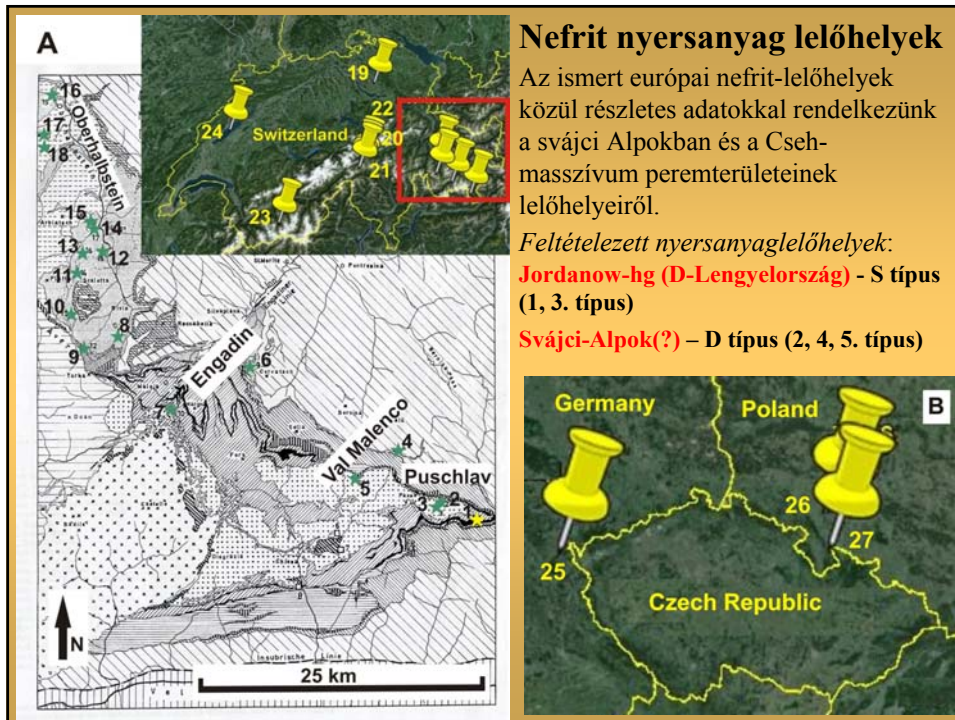 Nefrit nyersanyag lelőhelyek
Az ismert európai nefrit-lelőhelyek
közül részletes adatokkal rendelkezünk
a svájci Alpokban és a Cseh-
masszívum peremterületeinek
lelőhelyeiről.
Feltételezett nyersanyaglelőhelyek:
Jordanow-hg (D-Lengyelország) - S típus
(1, 3. típus)
Svájci-Alpok(?) – D típus (2, 4, 5. típus)
A
19
24
Switzerland
22
20
21
23
16
Oberhalbstein
17
18
15
14
13
12
11
10
8
9
Engadin
6
7
Val Malenco
4
5
Puschlav
3
2
1
N
25 km
Insubrische Linie
B
Germany
Poland
26
27
25
Czech Republic